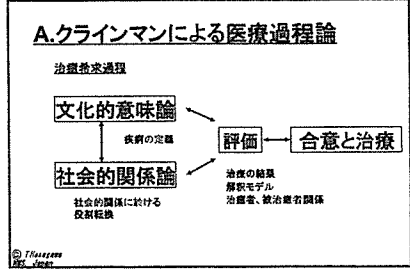 A.クラインマンによる医療過程論
治療希求過程
文化的意味論
疾病の定義
評価
合意と治療
社会的関係論
社会的関係に於ける
役割転換
治療の結果
解釈モデル
治療者、被治療者関係